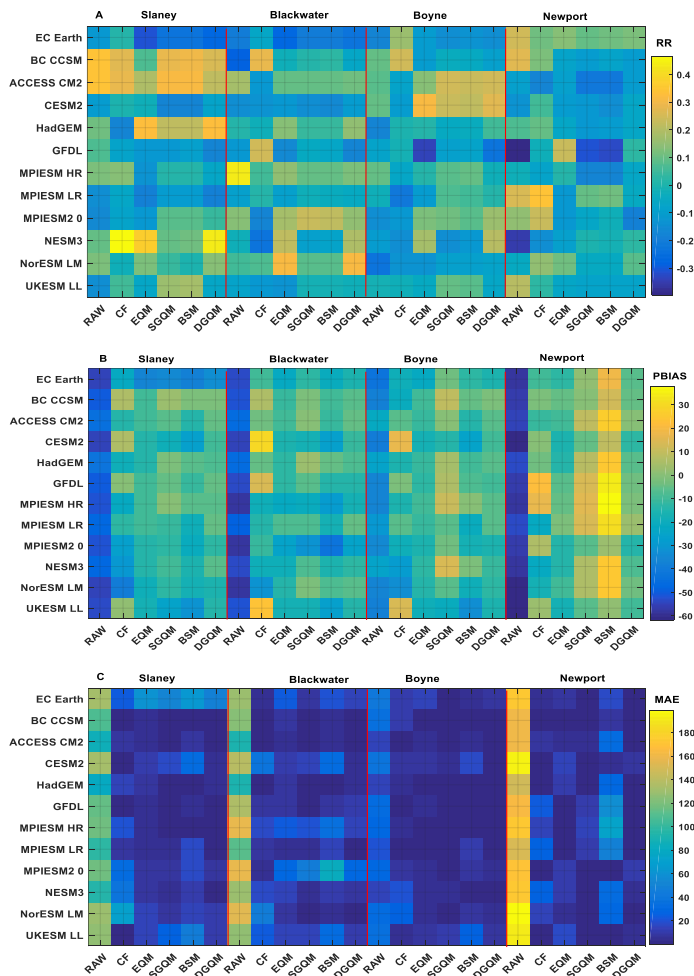 A Slaney Blackwater Boyne Newport
RR
EC Earth
BC CCSM
ACCESS CM2
CESM2
HadGEM
GFDL
MPIESM HR
MPIESM LR
MPIESM2 0
NESM3
NorESM LM
UKESM LL
0.4
0.3
0.2
0.1
0
-0.1
-0.2
-0.3
RAW CF EQM SGQM BSM DGQM RAW CF EQM SGQM BSM DGQM RAW CF EQM SGQM BSM DGQM RAW CF EQM SGQM BSM DGQM
B Slaney Blackwater Boyne Newport
PBIAS
EC Earth
BC CCSM
ACCESS CM2
CESM2
HadGEM
GFDL
MPIESM HR
MPIESM LR
MPIESM2 0
NESM3
NorESM LM
UKESM LL
30
20
10
0
-10
-20
-30
-40
-50
-60
RAW CF EQM SGQM BSM DGQM RAW CF EQM SGQM BSM DGQM RAW CF EQM SGQM BSM DGQM RAW CF EQM SGQM BSM DGQM
C Slaney Blackwater Boyne Newport
MAE
EC Earth
BC CCSM
ACCESS CM2
CESM2
HadGEM
GFDL
MPIESM HR
MPIESM LR
MPIESM2 0
NESM3
NorESM LM
UKESM LL
180
160
140
120
100
80
60
40
20
RAW CF EQM SGQM BSM DGQM RAW CF EQM SGQM BSM DGQM RAW CF EQM SGQM BSM DGQM RAW CF EQM SGQM BSM DGQM